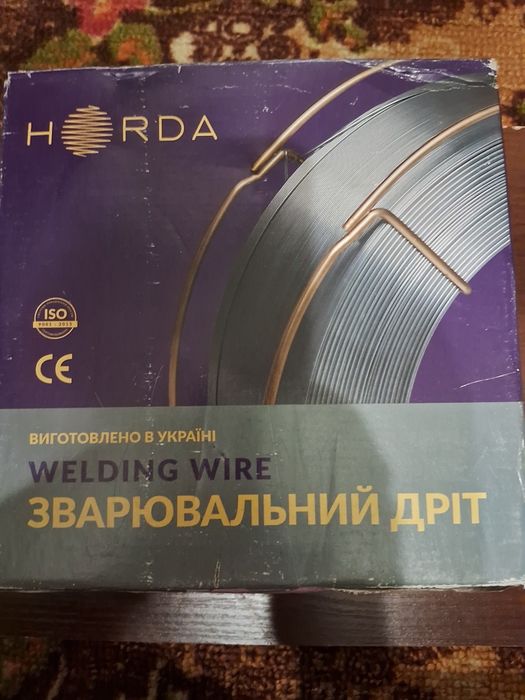 HORDA
ISO
9001 : 2015
CE
ВИГОТОВЛЕНО В УКРАЇНІ
WELDING WIRE
ЗВАРЮВАЛЬНИЙ ДРІТ